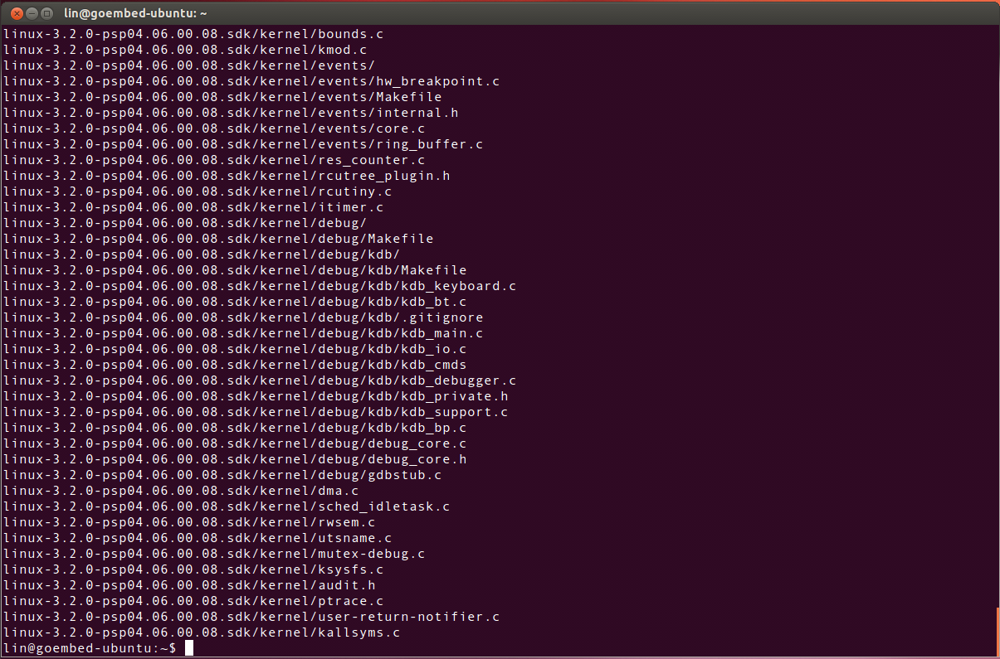 lin@goembed-ubuntu: ~
linux-3.2.0-psp04.06.00.08.sdk/kernel/bounds.c
linux-3.2.0-psp04.06.00.08.sdk/kernel/kmod.c
linux-3.2.0-psp04.06.00.08.sdk/kernel/events/
linux-3.2.0-psp04.06.00.08.sdk/kernel/events/hw_breakpoint.c
linux-3.2.0-psp04.06.00.08.sdk/kernel/events/Makefile
linux-3.2.0-psp04.06.00.08.sdk/kernel/events/internal.h
linux-3.2.0-psp04.06.00.08.sdk/kernel/events/core.c
linux-3.2.0-psp04.06.00.08.sdk/kernel/events/ring_buffer.c
linux-3.2.0-psp04.06.00.08.sdk/kernel/res_counter.c
linux-3.2.0-psp04.06.00.08.sdk/kernel/rcutree_plugin.h
linux-3.2.0-psp04.06.00.08.sdk/kernel/rcutiny.c
linux-3.2.0-psp04.06.00.08.sdk/kernel/itimer.c
linux-3.2.0-psp04.06.00.08.sdk/kernel/debug/
linux-3.2.0-psp04.06.00.08.sdk/kernel/debug/Makefile
linux-3.2.0-psp04.06.00.08.sdk/kernel/debug/kdb/
linux-3.2.0-psp04.06.00.08.sdk/kernel/debug/kdb/Makefile
linux-3.2.0-psp04.06.00.08.sdk/kernel/debug/kdb/kdb_keyboard.c
linux-3.2.0-psp04.06.00.08.sdk/kernel/debug/kdb/kdb_bt.c
linux-3.2.0-psp04.06.00.08.sdk/kernel/debug/kdb/.gitignore
linux-3.2.0-psp04.06.00.08.sdk/kernel/debug/kdb/kdb_main.c
linux-3.2.0-psp04.06.00.08.sdk/kernel/debug/kdb/kdb_io.c
linux-3.2.0-psp04.06.00.08.sdk/kernel/debug/kdb/kdb_cmds
linux-3.2.0-psp04.06.00.08.sdk/kernel/debug/kdb/kdb_debugger.c
linux-3.2.0-psp04.06.00.08.sdk/kernel/debug/kdb/kdb_private.h
linux-3.2.0-psp04.06.00.08.sdk/kernel/debug/kdb/kdb_support.c
linux-3.2.0-psp04.06.00.08.sdk/kernel/debug/kdb/kdb_bp.c
linux-3.2.0-psp04.06.00.08.sdk/kernel/debug/debug_core.c
linux-3.2.0-psp04.06.00.08.sdk/kernel/debug/debug_core.h
linux-3.2.0-psp04.06.00.08.sdk/kernel/debug/gdbstub.c
linux-3.2.0-psp04.06.00.08.sdk/kernel/dma.c
linux-3.2.0-psp04.06.00.08.sdk/kernel/sched_idletask.c
linux-3.2.0-psp04.06.00.08.sdk/kernel/rwsem.c
linux-3.2.0-psp04.06.00.08.sdk/kernel/utsname.c
linux-3.2.0-psp04.06.00.08.sdk/kernel/mutex-debug.c
linux-3.2.0-psp04.06.00.08.sdk/kernel/ksysfs.c
linux-3.2.0-psp04.06.00.08.sdk/kernel/audit.h
linux-3.2.0-psp04.06.00.08.sdk/kernel/ptrace.c
linux-3.2.0-psp04.06.00.08.sdk/kernel/user-return-notifier.c
linux-3.2.0-psp04.06.00.08.sdk/kernel/kallsyms.c
lin@goembed-ubuntu:~$